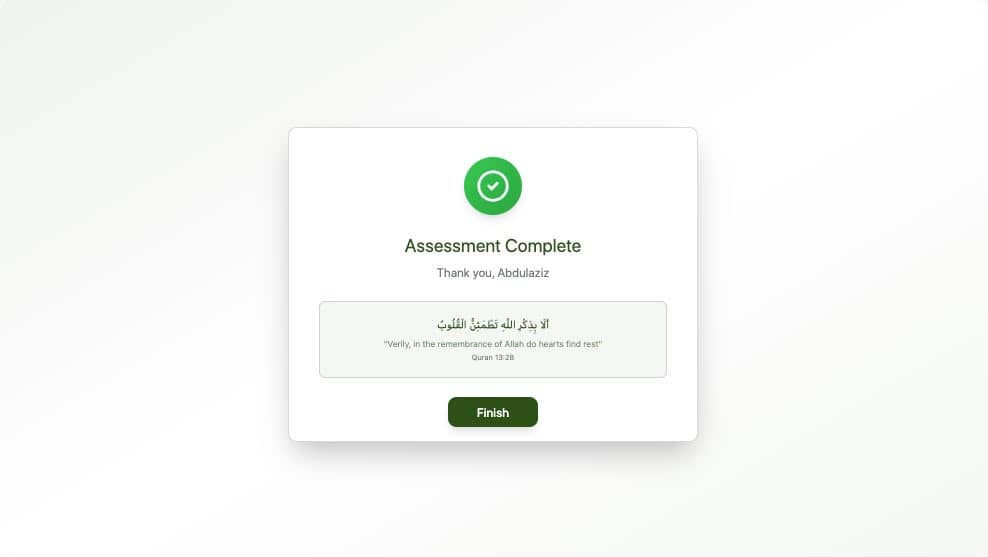 Assessment Complete
Thank you, Abdulaziz
أَلَا بِذِكْرِ اللَّهِ تَطْمَئِنُّ الْقُلُوبُ
"Verily, in the remembrance of Allah do hearts find rest"
Quran 13:28
Finish